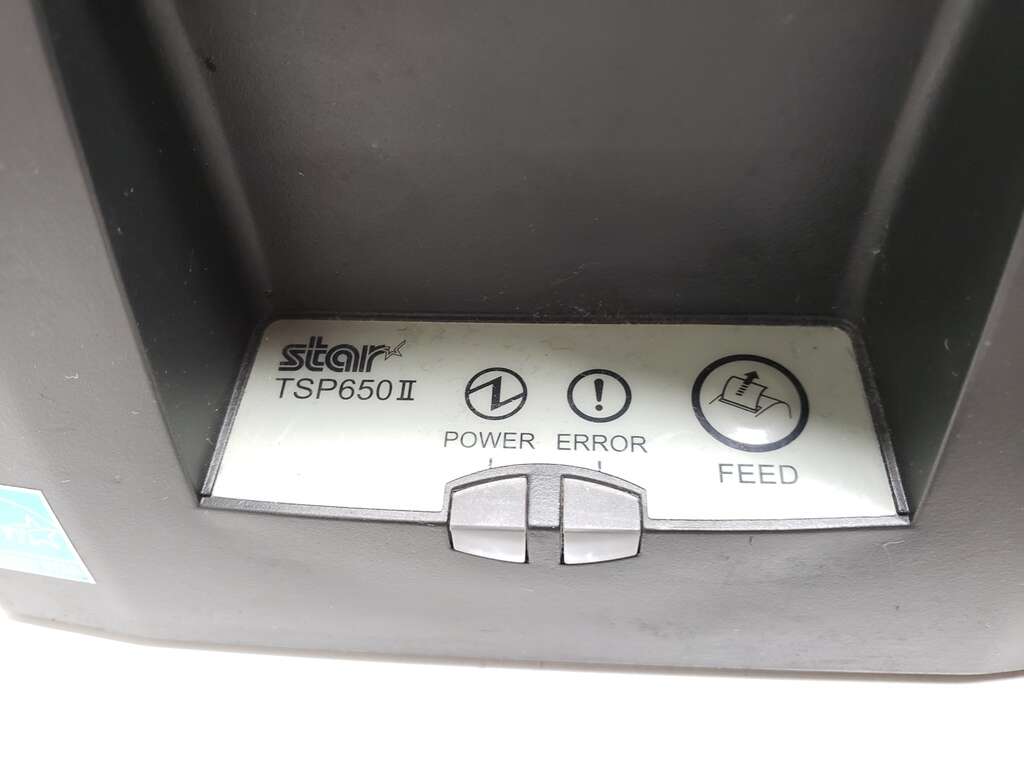 star
TSP650II
POWER ERROR
FEED